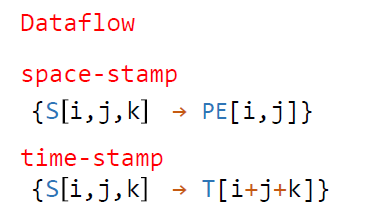 Dataflow
space-stamp
{S[i,j,k] → PE[i,j]}
time-stamp
{S[i,j,k] → T[i+j+k]}